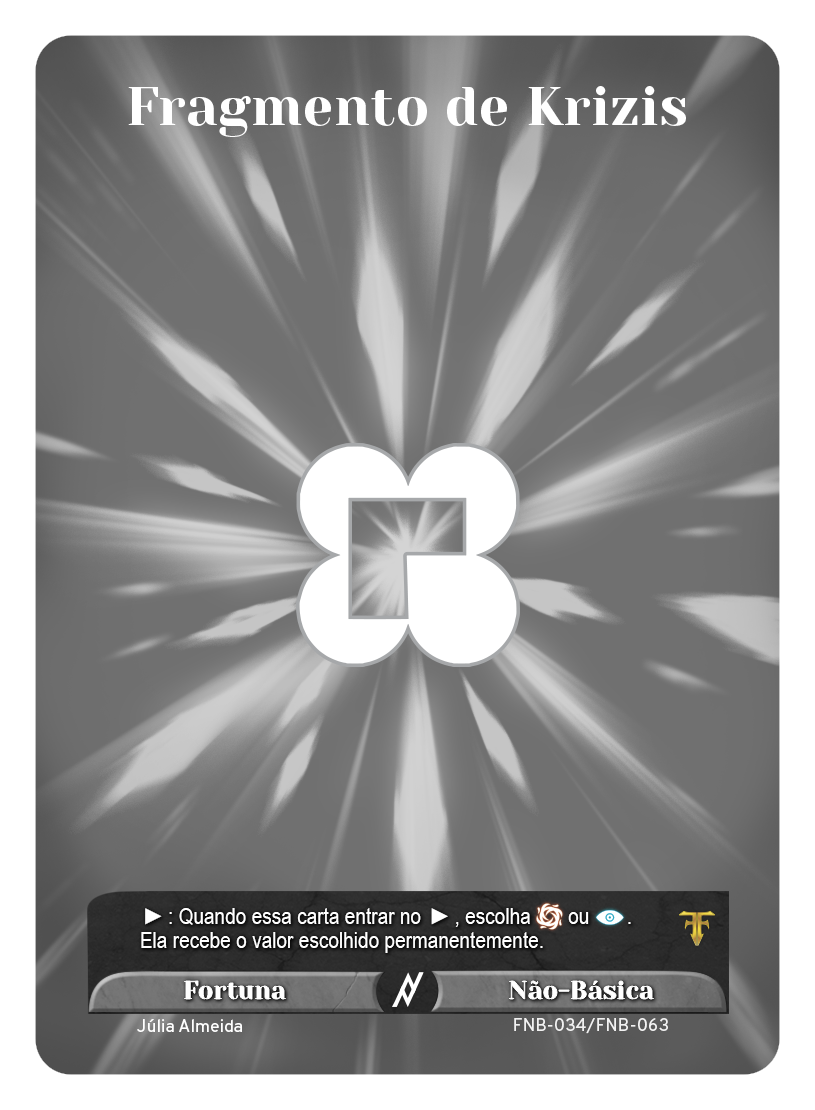 Fragmento de Krizis
► : Quando essa carta entrar no ► , escolha ou .
Ela recebe o valor escolhido permanentemente.
Fortuna
Não-Básica
Júlia Almeida
FNB-034/FNB-063